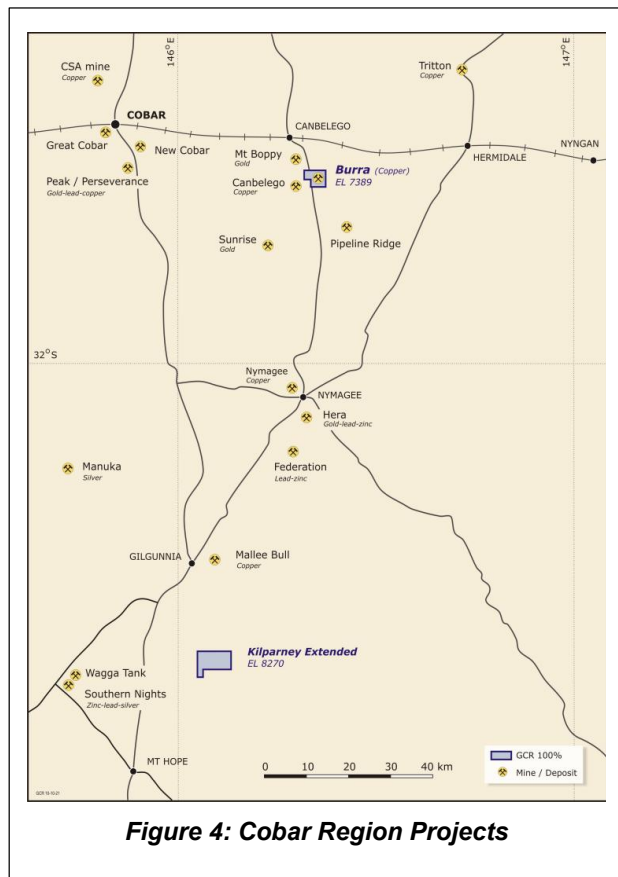 146°E
147°E
CSA mine
Copper
Tritton
Copper
COBAR
CANBELEGO
Great Cobar
New Cobar
Mt Boppy
Gold
HERMIDALE
NYNGAN
Peak / Perseverance
Gold-lead-copper
Canbelego
Copper
Burra (Copper)
EL 7389
Sunrise
Gold
Pipeline Ridge
32°S
Nymagee
Copper
NYMAGEE
Hera
Gold-lead-zinc
Manuka
Silver
Federation
Lead-zinc
GILGUNNIA
Mallee Bull
Copper
Kilparney Extended
EL 8270
Wagga Tank
Southern Nights
Zinc-lead-silver
MT HOPE
0 10 20 30 40 km
GCR 100%
Mine / Deposit
Figure 4: Cobar Region Projects